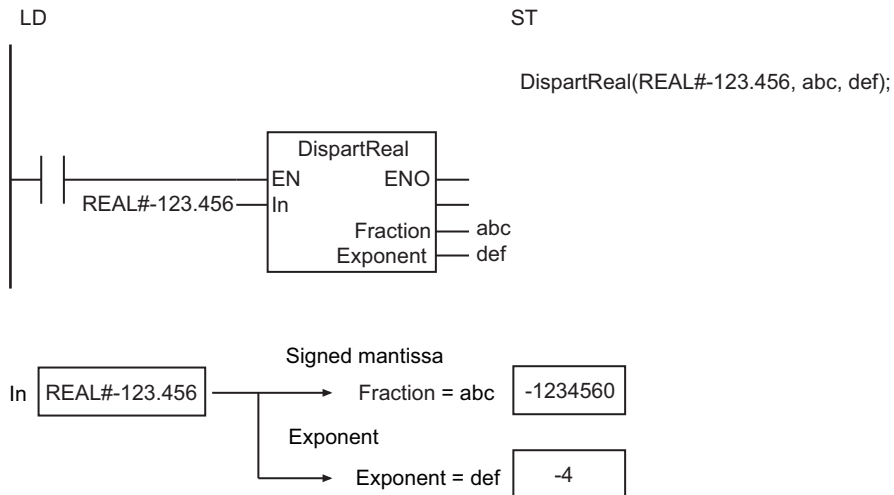 LD
ST
DispartReal(REAL#-123.456, abc, def);
DispartReal
EN ENO
REAL#-123.456 In
Fraction abc
Exponent def
Signed mantissa
In REAL#-123.456 Fraction = abc -1234560
Exponent
Exponent = def -4